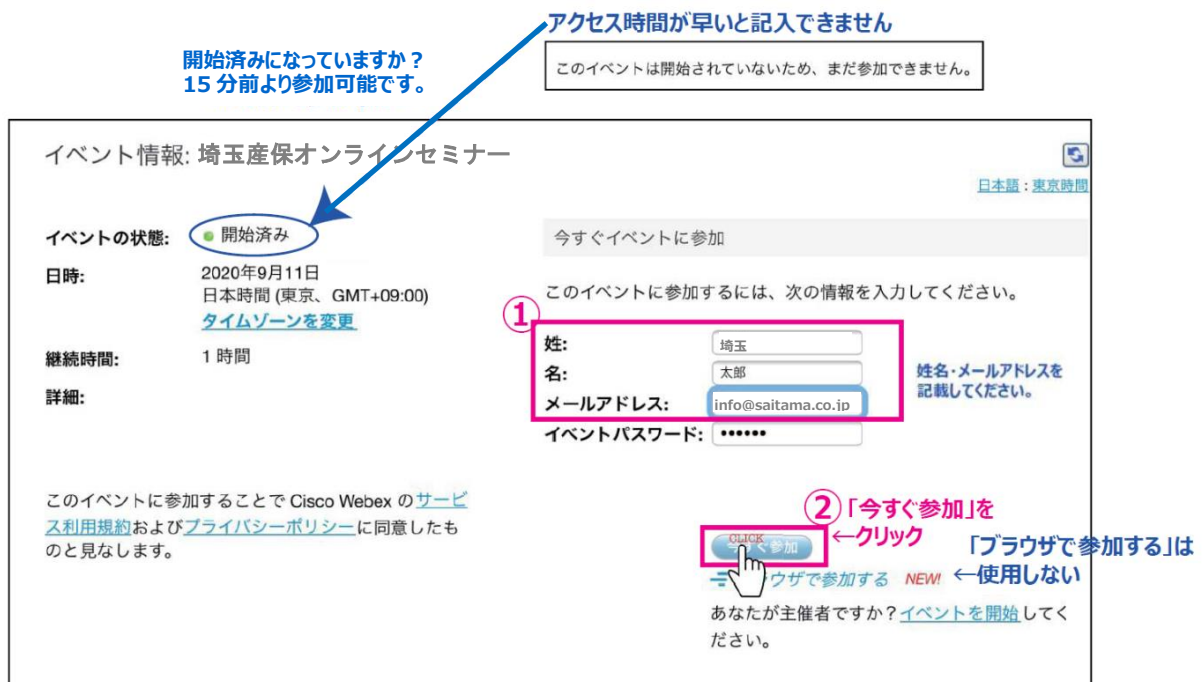 アクセス時間が早いと記入できません
開始済みになっていますか？
15 分前より参加可能です。
このイベントは開始されていないため、まだ参加できません。
イベント情報: 埼玉産保オンラインセミナー
日本語 : 東京時間
イベントの状態:
開始済み
今すぐイベントに参加
日時:
2020年9月11日
日本時間 (東京、GMT+09:00)
タイムゾーンを変更
継続時間:
1 時間
詳細:
このイベントに参加するには、次の情報を入力してください。
①
姓:
埼玉
名:
太郎
メールアドレス:
info@saitama.co.jp
姓名・メールアドレスを
記載してください。
イベントパスワード:
••••••
このイベントに参加することで Cisco Webex のサービ
ス利用規約およびプライバシーポリシーに同意したも
のと見なします。
②「今すぐ参加」を
←クリック
CLICK
参加
「ブラウザで参加する」は
←使用しない
ウザで参加する NEW!
あなたが主催者ですか？イベントを開始してく
ださい。